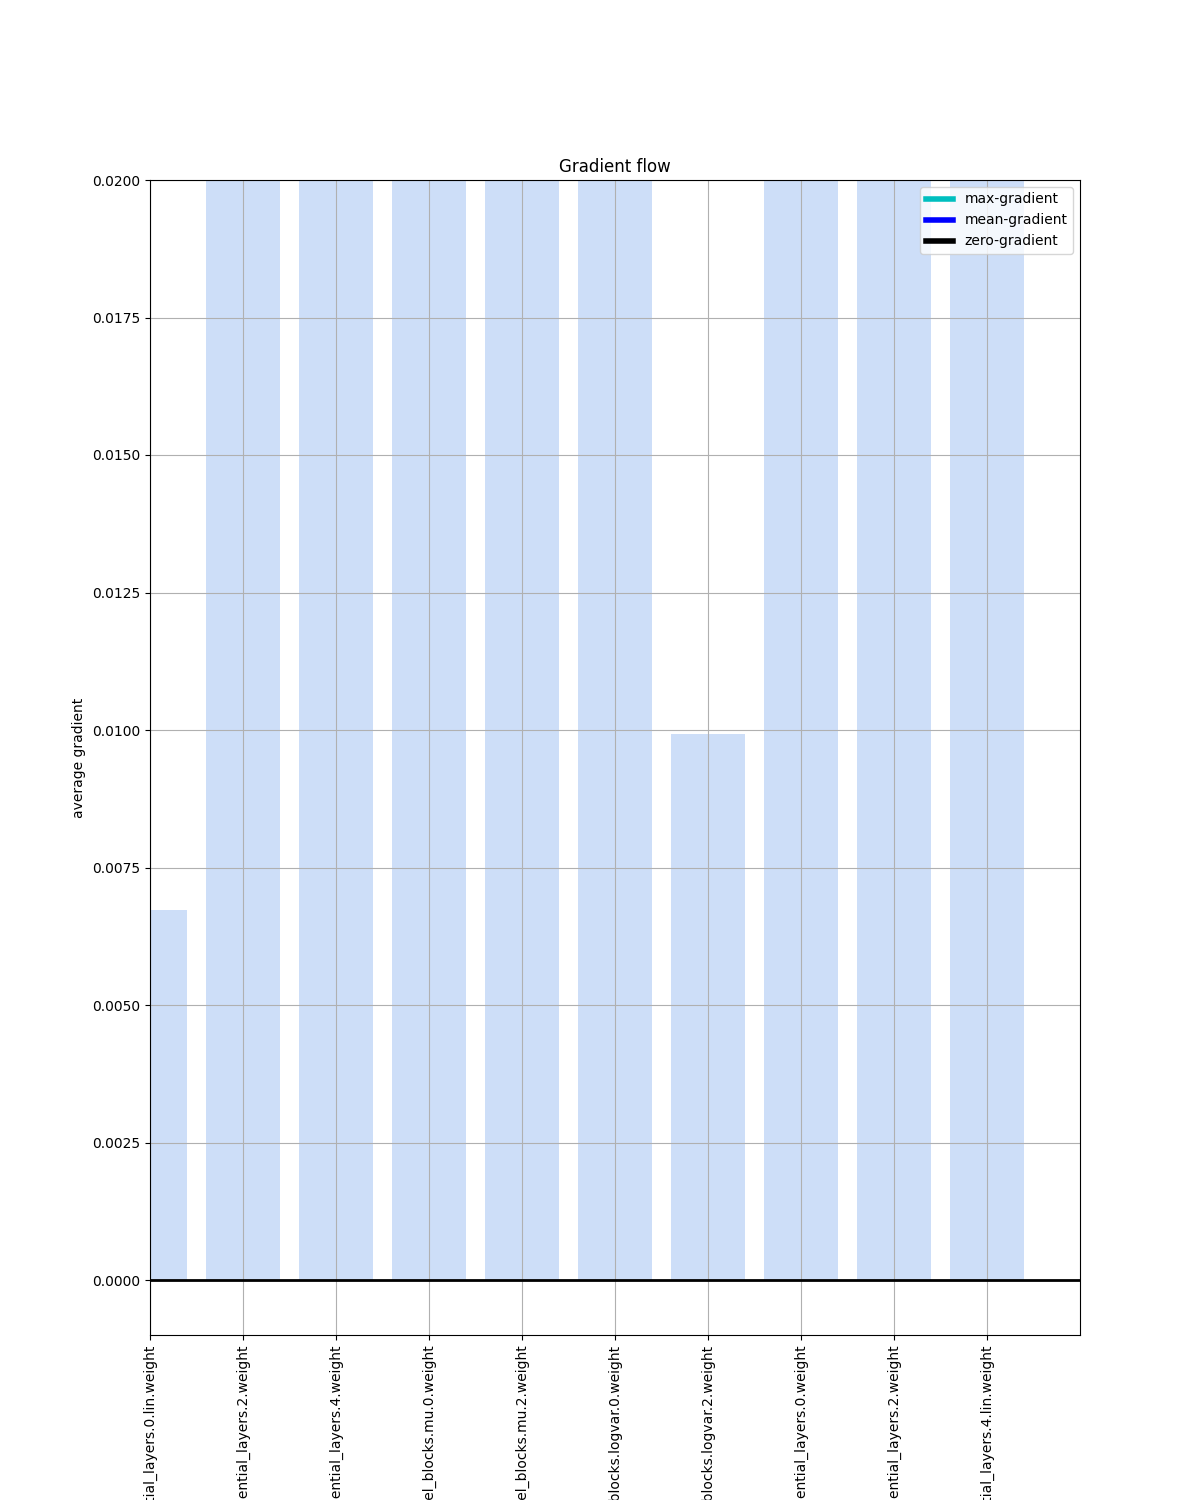 Gradient flow
max-gradient
mean-gradient
zero-gradient
0.0200
0.0175
0.0150
0.0125
0.0100
0.0075
0.0050
0.0025
0.0000
average gradient
tial_layers.0.lin.weight
ential_layers.2.weight
ential_layers.4.weight
el_blocks.mu.0.weight
el_blocks.mu.2.weight
blocks.logvar.0.weight
blocks.logvar.2.weight
ential_layers.0.weight
ential_layers.2.weight
tial_layers.4.lin.weight